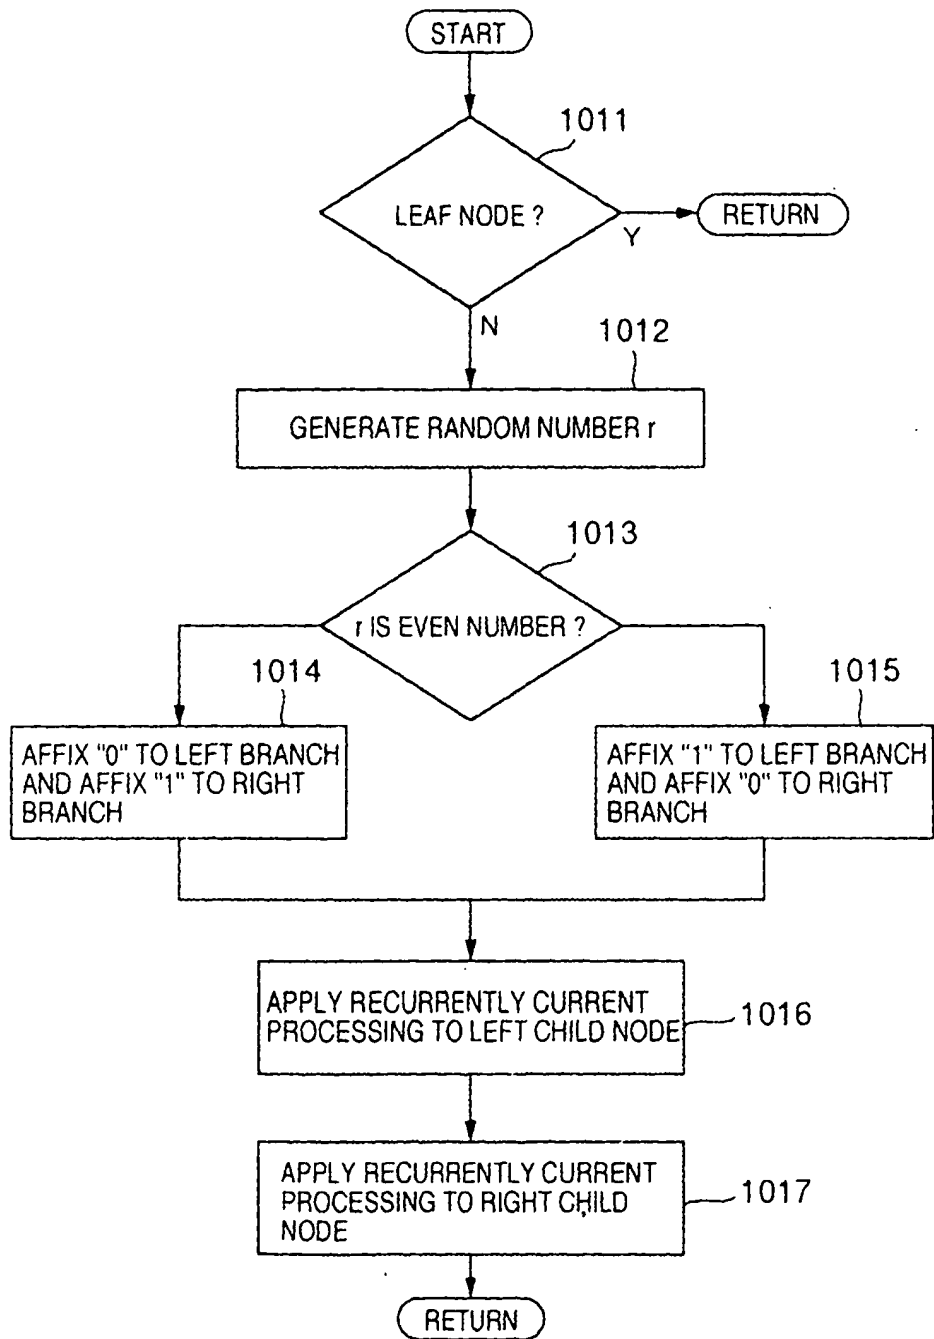 START
1011
LEAF NODE ?
Y
RETURN
N
1012
GENERATE RANDOM NUMBER r
1013
r IS EVEN NUMBER ?
1014
AFFIX "0" TO LEFT BRANCH
AND AFFIX "1" TO RIGHT
BRANCH
1015
AFFIX "1" TO LEFT BRANCH
AND AFFIX "0" TO RIGHT
BRANCH
APPLY RECURRENTLY CURRENT
PROCESSING TO LEFT CHILD NODE
1016
APPLY RECURRENTLY CURRENT
PROCESSING TO RIGHT CHILD
NODE
1017
RETURN